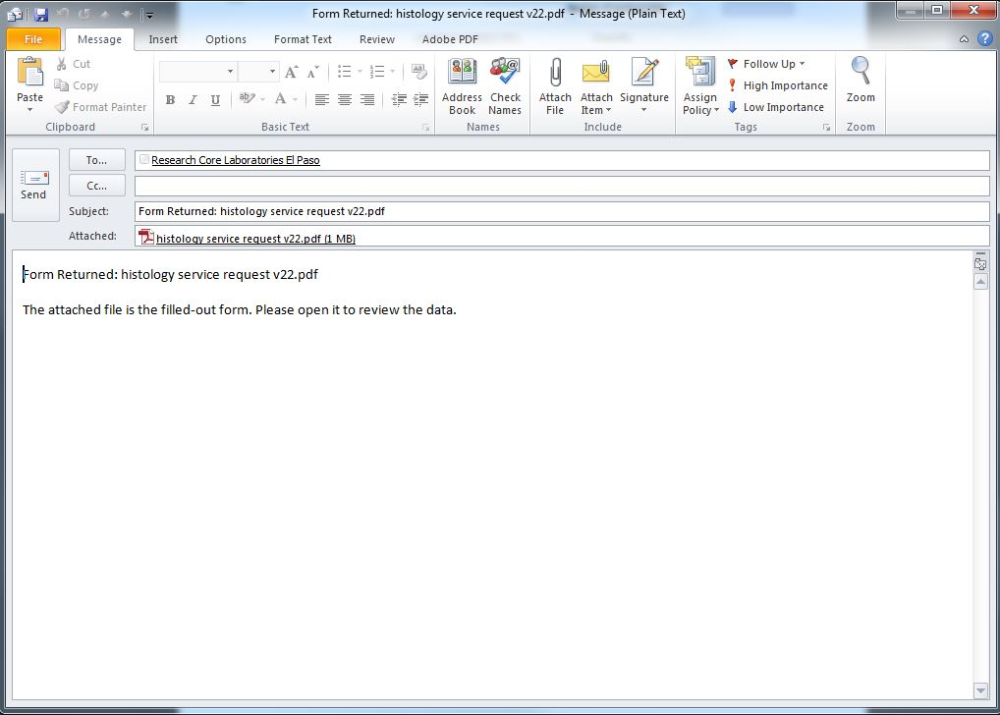 Form Returned: histology service request v22.pdf - Message (Plain Text)
File Message Insert Options Format Text Review Adobe PDF
Paste
Cut
Copy
Format Painter
Clipboard
B I U ab A
Basic Text
Address Book
Check Names
Names
Attach File
Attach Item
Signature
Include
Assign Policy
Follow Up
High Importance
Low Importance
Tags
Zoom
Zoom
Send
To... Research Core Laboratories El Paso
Cc...
Subject: Form Returned: histology service request v22.pdf
Attached: histology service request v22.pdf (1 MB)
Form Returned: histology service request v22.pdf
The attached file is the filled-out form. Please open it to review the data.